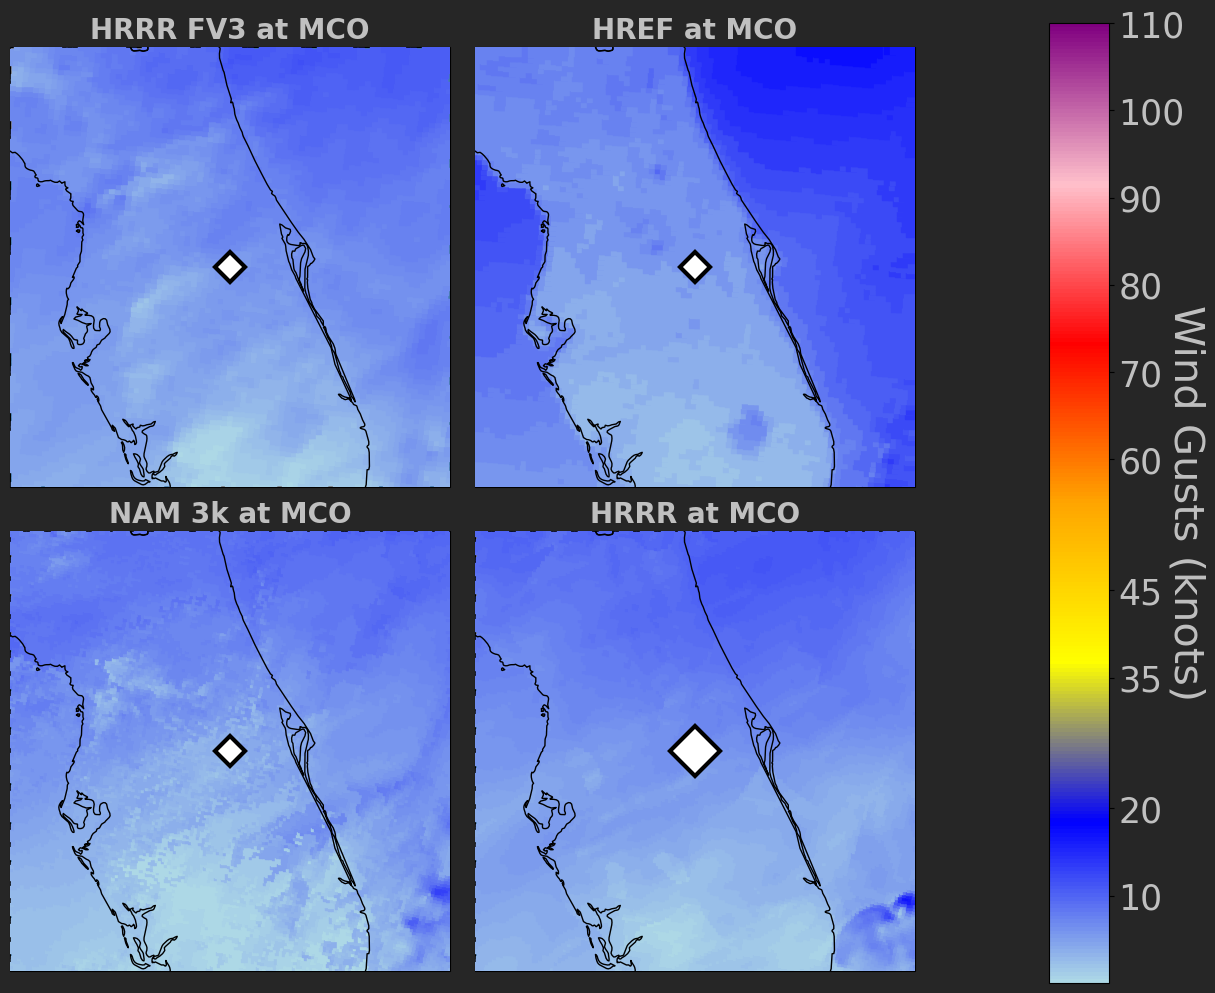 HRRR FV3 at MCO
HREF at MCO
NAM 3k at MCO
HRRR at MCO
110
100
90
80
70
60
45
35
20
10
Wind Gusts (knots)